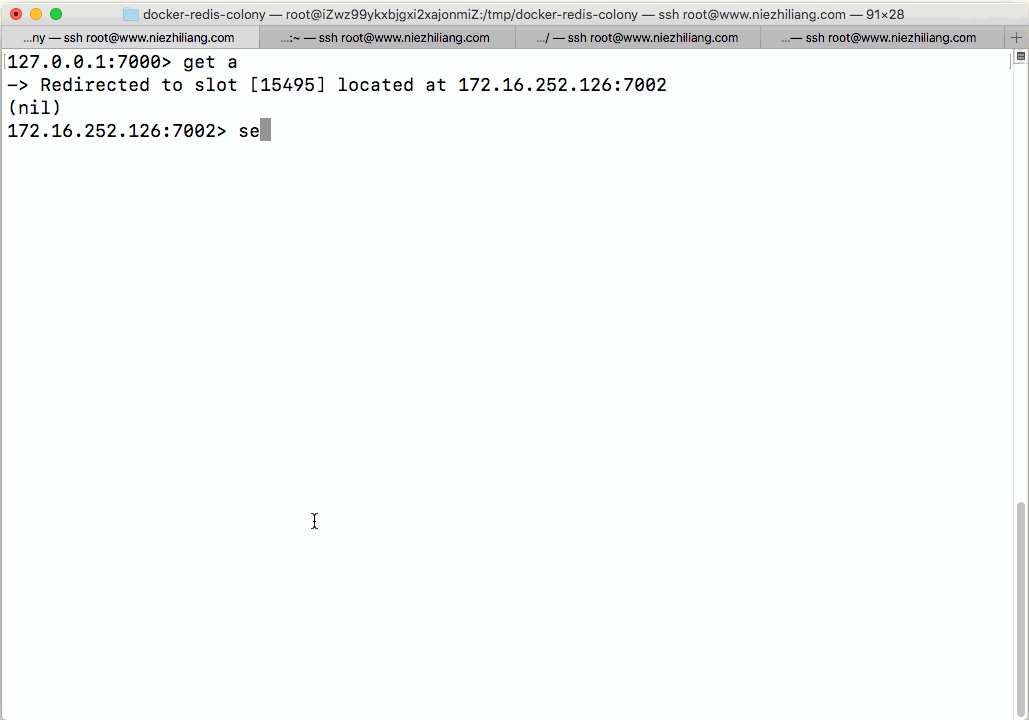 docker-redis-colony — root@iZwz99ykxbjgxi2xajonmiZ:/tmp/docker-redis-colony — ssh root@www.niezhiliang.com — 91×28
...ny — ssh root@www.niezhiliang.com ...:~ — ssh root@www.niezhiliang.com .../ — ssh root@www.niezhiliang.com ...— ssh root@www.niezhiliang.com +
[127.0.0.1:7000> get a ]
-> Redirected to slot [15495] located at 172.16.252.126:7002
(nil)
172.16.252.126:7002> se